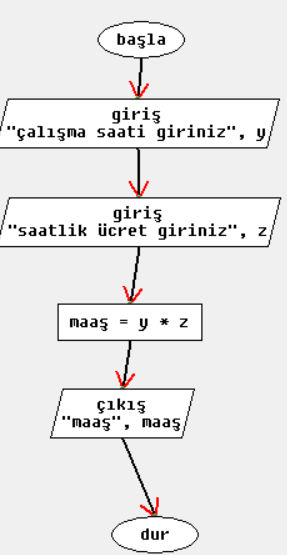 başla
giriş
"çalışma saati giriniz", y
giriş
"saatlik ücret giriniz", z
maaş = y * z
çıkış
"maaş", maaş
dur